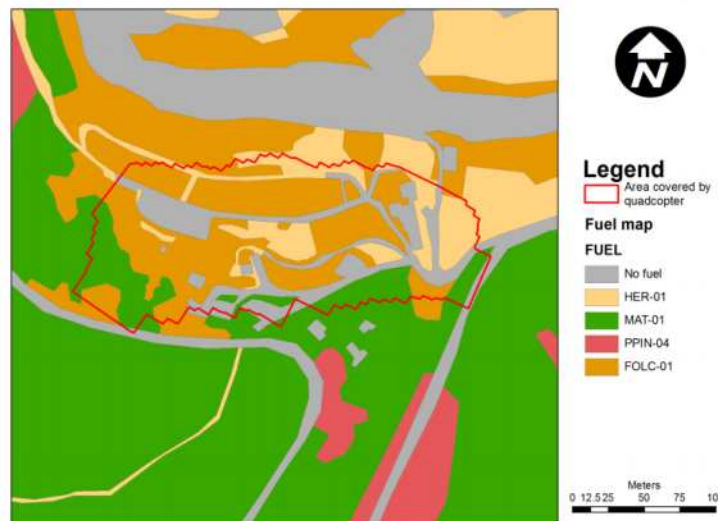 N
Legend
Area covered by
quadcopter
Fuel map
FUEL
No fuel
HER-01
MAT-01
PPIN-04
FOLC-01
Meters
0 12.5 25 50 75